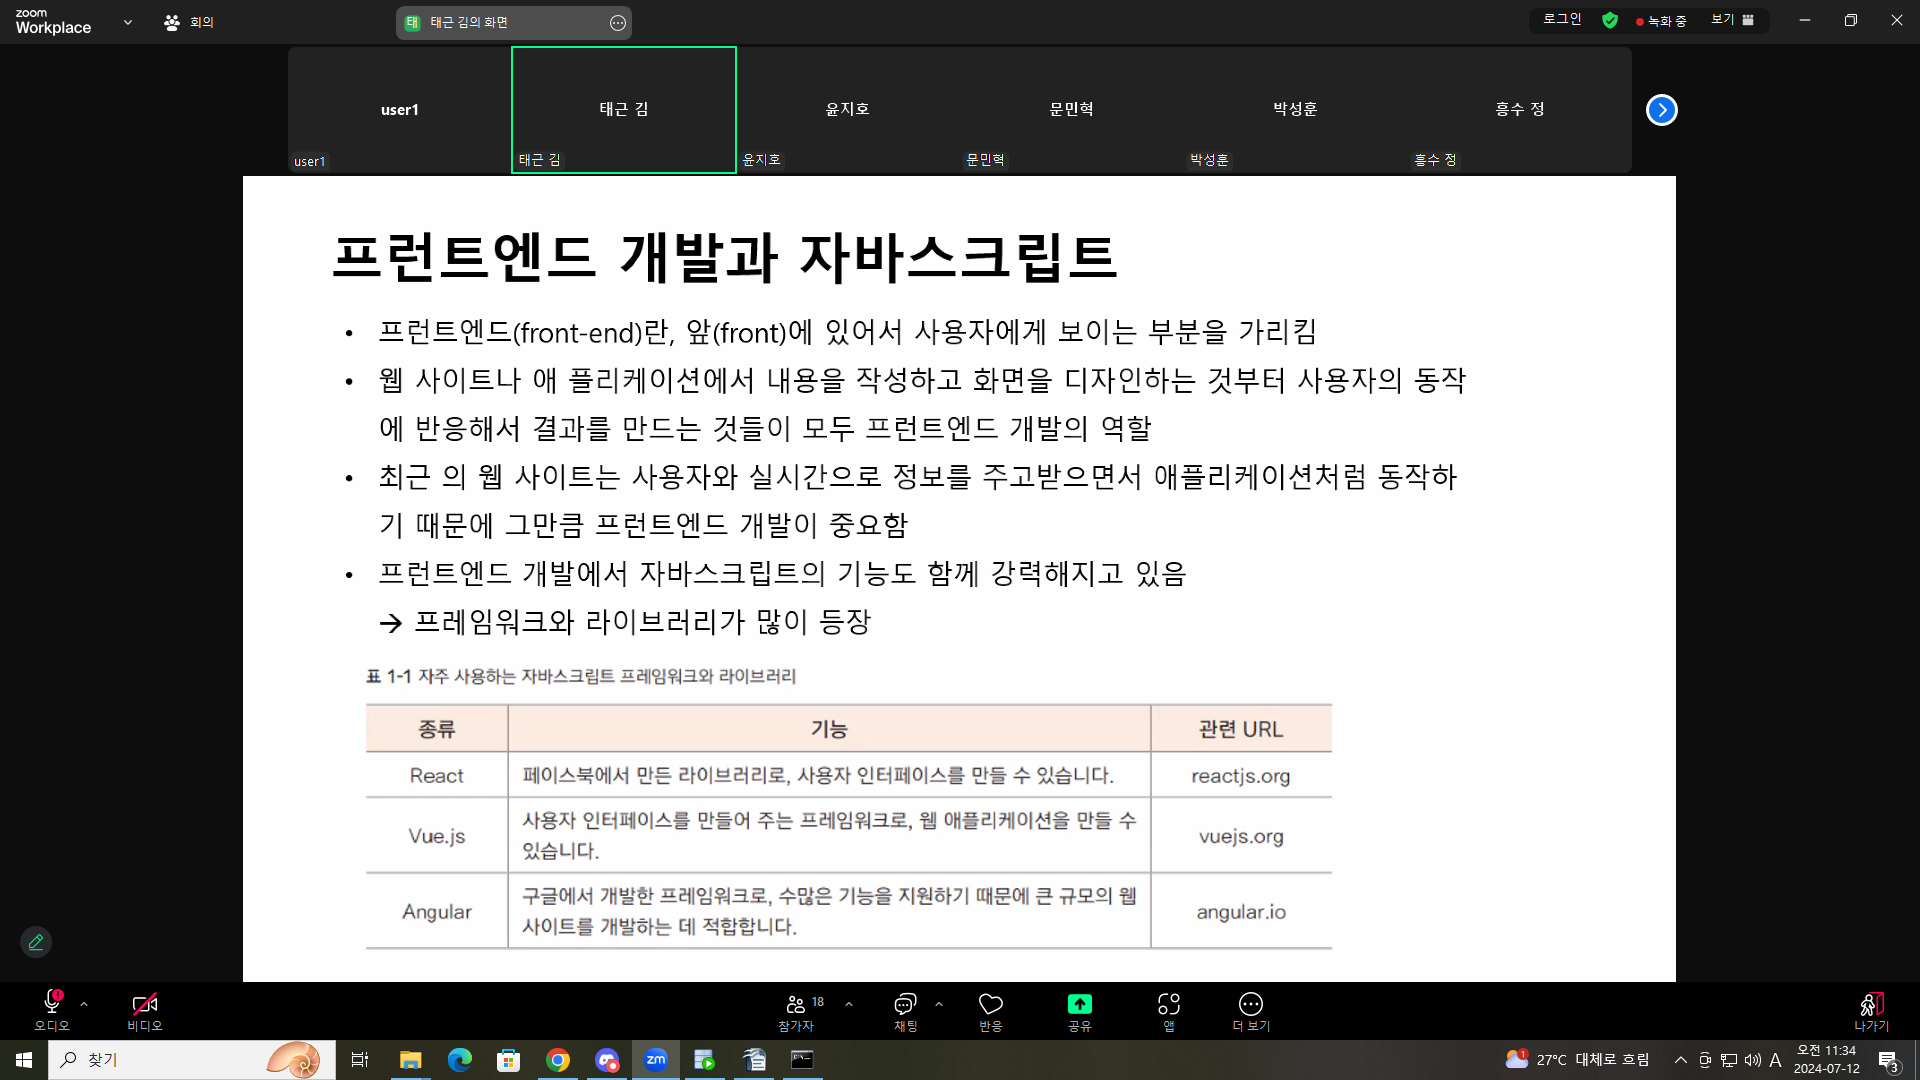 zoom
Workplace
회의
태 태근 김의 화면
로그인
녹화 중
보기
user1
태근 김
윤지호
문민혁
박성훈
흥수 정
user1
태근 김
윤지호
문민혁
박성훈
흥수 정
프런트엔드 개발과 자바스크립트
• 프런트엔드(front-end)란, 앞(front)에 있어서 사용자에게 보이는 부분을 가리킴
• 웹 사이트나 애 플리케이션에서 내용을 작성하고 화면을 디자인하는 것부터 사용자의 동작
에 반응해서 결과를 만드는 것들이 모두 프런트엔드 개발의 역할
• 최근 의 웹 사이트는 사용자와 실시간으로 정보를 주고받으면서 애플리케이션처럼 동작하
기 때문에 그만큼 프런트엔드 개발이 중요함
• 프런트엔드 개발에서 자바스크립트의 기능도 함께 강력해지고 있음
→ 프레임워크와 라이브러리가 많이 등장
표 1-1 자주 사용하는 자바스크립트 프레임워크와 라이브러리
종류 기능 관련 URL
React 페이스북에서 만든 라이브러리로, 사용자 인터페이스를 만들 수 있습니다. reactjs.org
Vue.js 사용자 인터페이스를 만들어 주는 프레임워크로, 웹 애플리케이션을 만들 수
있습니다. vuejs.org
Angular 구글에서 개발한 프레임워크로, 수많은 기능을 지원하기 때문에 큰 규모의 웹
사이트를 개발하는 데 적합합니다. angular.io
오디오
비디오
참가자 18
채팅
반응
공유
앱
더 보기
나가기
찾기
zm
1
27°C 대체로 흐림
A
오전 11:34
2024-07-12
3